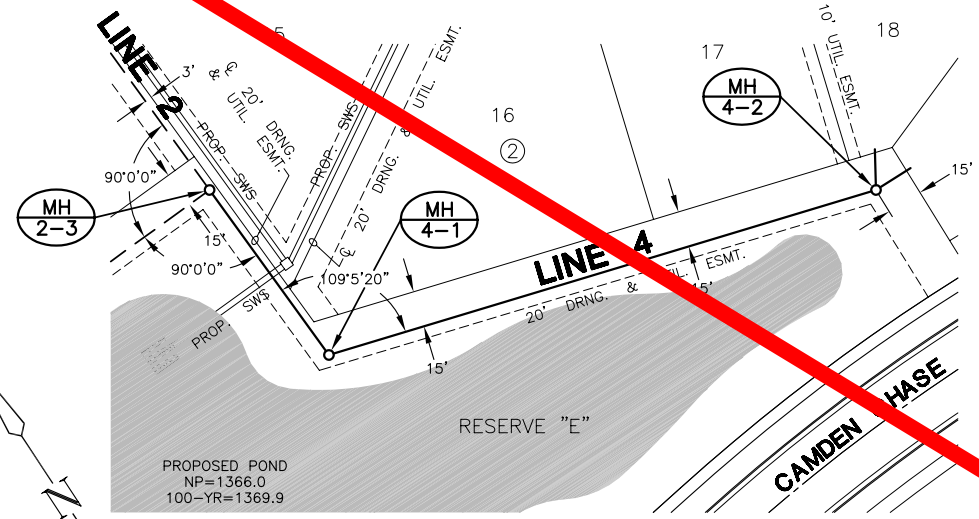 LINE 2
3'
5
℄ 20' DRNG.
& UTIL. ESMT.
PROP. SWS
PROP. SWS
℄ 20' DRNG. & UTIL. ESMT.
16
2
17
10' UTIL. ESMT.
18
MH
4-2
15'
90°0'0"
MH
2-3
15'
90°0'0"
MH
4-1
109°5'20"
PROP. SWS
LINE 4
20' DRNG. & UTIL. ESMT.
15'
15'
RESERVE "E"
PROPOSED POND
NP=1366.0
100-YR=1369.9
CAMDEN HASE
N